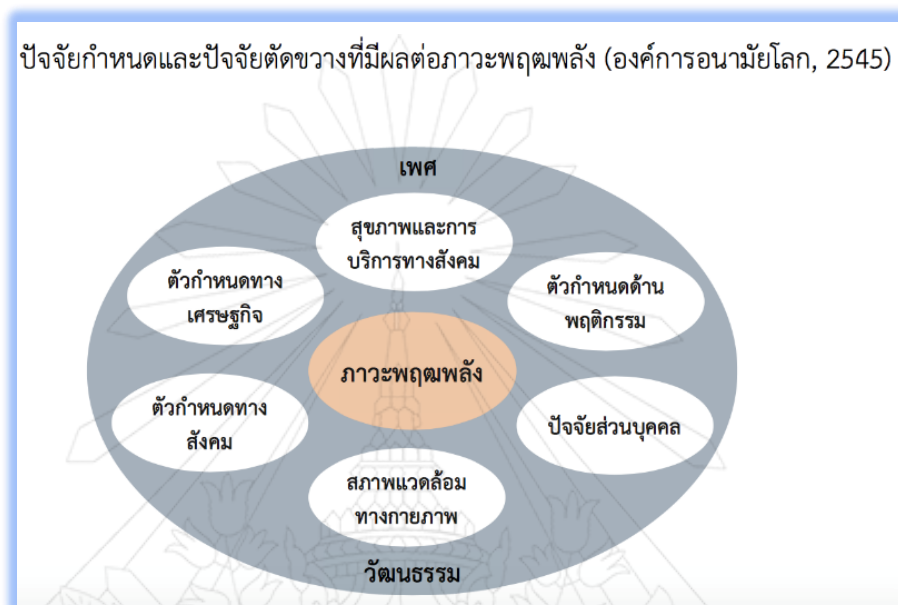 ปัจจัยกำหนดและปัจจัยตัดขวางที่มีผลต่อภาวะพฤฒพลัง (องค์การอนามัยโลก, 2545)
เพศ
สุขภาพและการ
บริการทางสังคม
ตัวกำหนดทาง
เศรษฐกิจ
ตัวกำหนดด้าน
พฤติกรรม
ภาวะพฤฒพลัง
ตัวกำหนดทาง
สังคม
ปัจจัยส่วนบุคคล
สภาพแวดล้อม
ทางกายภาพ
วัฒนธรรม